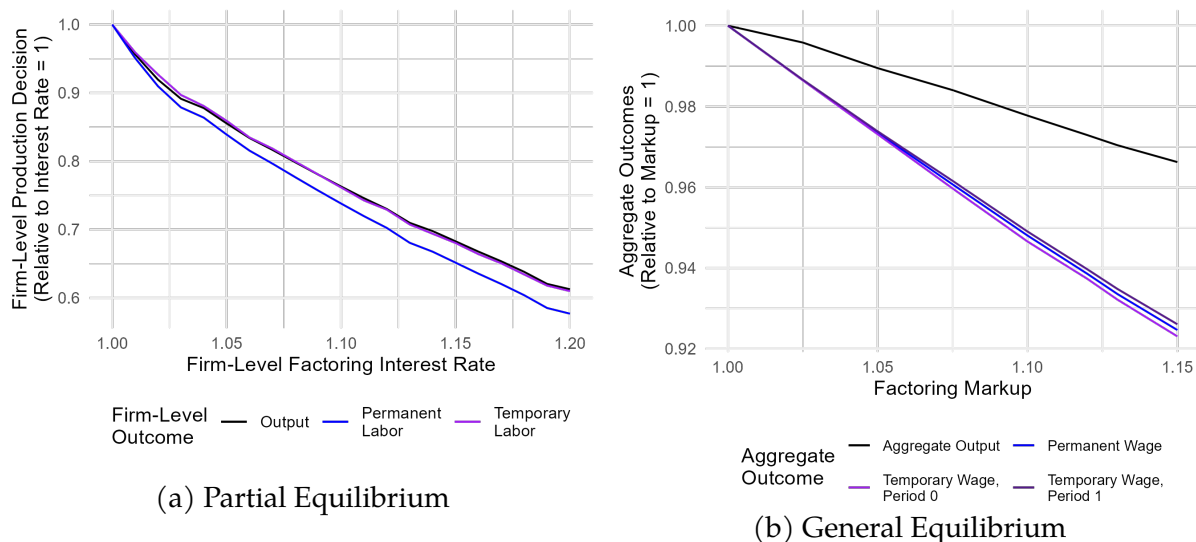 Firm-Level Production Decision
(Relative to Interest Rate = 1)
1.0
0.9
0.8
0.7
0.6
1.00
1.05
1.10
1.15
1.20
Firm-Level Factoring Interest Rate
Firm-Level
Outcome
Output
Permanent
Labor
Temporary
Labor
(a) Partial Equilibrium
Aggregate Outcomes
(Relative to Markup = 1)
1.00
0.98
0.96
0.94
0.92
1.00
1.05
1.10
1.15
Factoring Markup
Aggregate
Outcome
Aggregate Output
Permanent Wage
Temporary Wage,
Period 0
Temporary Wage,
Period 1
(b) General Equilibrium